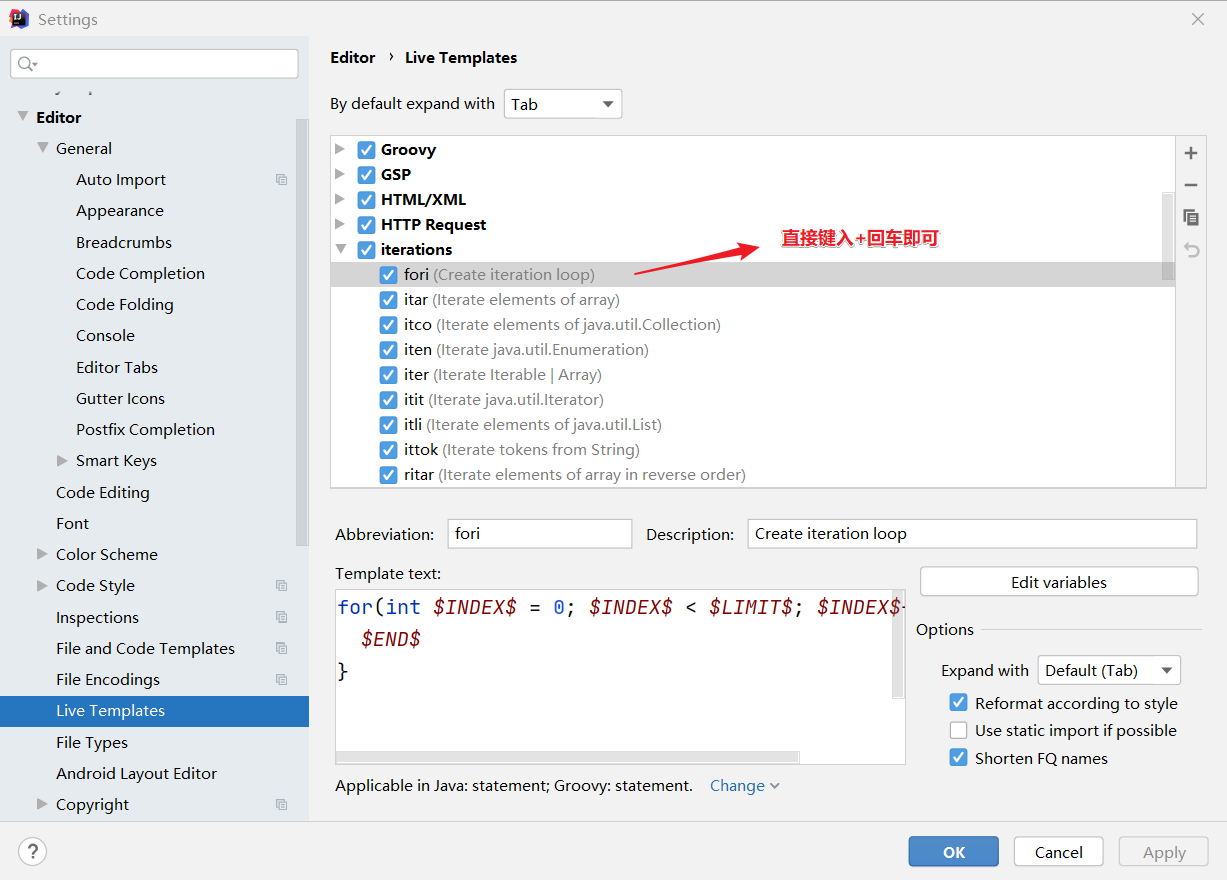 Settings
Editor
General
Auto Import
Appearance
Breadcrumbs
Code Completion
Code Folding
Console
Editor Tabs
Gutter Icons
Postfix Completion
Smart Keys
Code Editing
Font
Color Scheme
Code Style
Inspections
File and Code Templates
File Encodings
Live Templates
File Types
Android Layout Editor
Copyright
Editor › Live Templates
By default expand with Tab
Groovy
GSP
HTML/XML
HTTP Request
iterations
直接键入+回车即可
fori (Create iteration loop)
itar (Iterate elements of array)
itco (Iterate elements of java.util.Collection)
iten (Iterate java.util.Enumeration)
iter (Iterate Iterable | Array)
itit (Iterate java.util.Iterator)
itli (Iterate elements of java.util.List)
ittok (Iterate tokens from String)
ritar (Iterate elements of array in reverse order)
Abbreviation: fori Description: Create iteration loop
Template text:
for(int $INDEX$ = 0; $INDEX$ < $LIMIT$; $INDEX$
$END$
}
Edit variables
Options
Expand with Default (Tab)
Reformat according to style
Use static import if possible
Shorten FQ names
Applicable in Java: statement; Groovy: statement. Change
? OK Cancel Apply